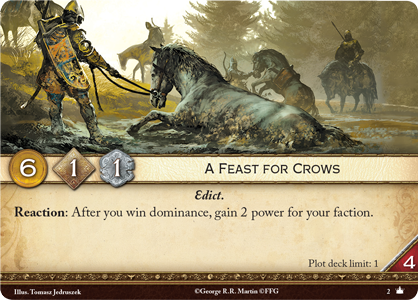 6 1 1 A Feast for Crows
Edict.
Reaction: After you win dominance, gain 2 power for your faction.
Plot deck limit: 1
4
Illus. Tomasz Jedruszek ©George R.R. Martin ©FFG 2